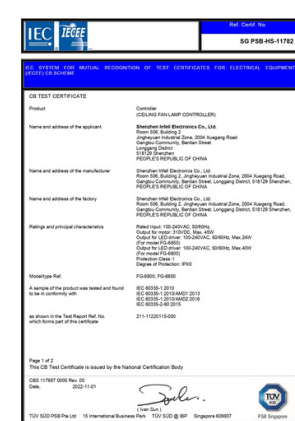 IEC IECEE
Ref. Certif. No.
SG PSB-HS-11782
IEC SYSTEM FOR MUTUAL RECOGNITION OF TEST CERTIFICATES FOR ELECTRICAL EQUIPMENT
(IECEE) CB SCHEME
CB TEST CERTIFICATE
Product
Controller
(CEILING FAN LAMP CONTROLLER)
Name and address of the applicant
Shenzhen Infell Electronics Co., Ltd.
Room 506, Building 2
Jingheyuan Industrial Zone, 2004 Xuegang Road
Gangtou Community, Bantian Street
Longgang District
518129 Shenzhen
PEOPLE'S REPUBLIC OF CHINA
Name and address of the manufacturer
Shenzhen Infell Electronics Co., Ltd.
Room 506, Building 2, Jingheyuan Industrial Zone, 2004 Xuegang Road
Gangtou Community, Bantian Street, Longgang District, 518129 Shenzhen,
PEOPLE'S REPUBLIC OF CHINA
Name and address of the factory
Shenzhen Infell Electronics Co., Ltd.
Room 506, Building 2, Jingheyuan Industrial Zone, 2004 Xuegang Road
Gangtou Community, Bantian Street, Longgang District, 518129 Shenzhen,
PEOPLE'S REPUBLIC OF CHINA
Ratings and principal characteristics
Rated Input: 100-240VAC, 50/60Hz,
Output for motor: 310VDC, Max. 45W
Output for LED driver: 100-240VAC, 50/60Hz, Max.24W
(For model FG-6850)
Output for LED driver: 100-240VAC, 50/60Hz, Max.40W
(For model FG-6800)
Protection Class: I
Degree of Protection: IPX0
Model/type Ref.
FG-6800, FG-6850
A sample of the product was tested and found
to be in conformity with
IEC 60335-1:2010
IEC 60335-1:2010/AMD1:2013
IEC 60335-1:2010/AMD2:2016
IEC 60335-2-80:2015
as shown in the Test Report Ref. No.
which forms part of this certificate
211-11220115-000
Page 1 of 2
This CB Test Certificate is issued by the National Certification Body
CBE 117887 0005 Rev. 00
Date, 2022-11-01
( Ivan Sun )
TÜV SÜD PSB Pte Ltd 15 International Business Park TÜV SÜD @ IBP Singapore 609937
TÜV
PSB Singapore